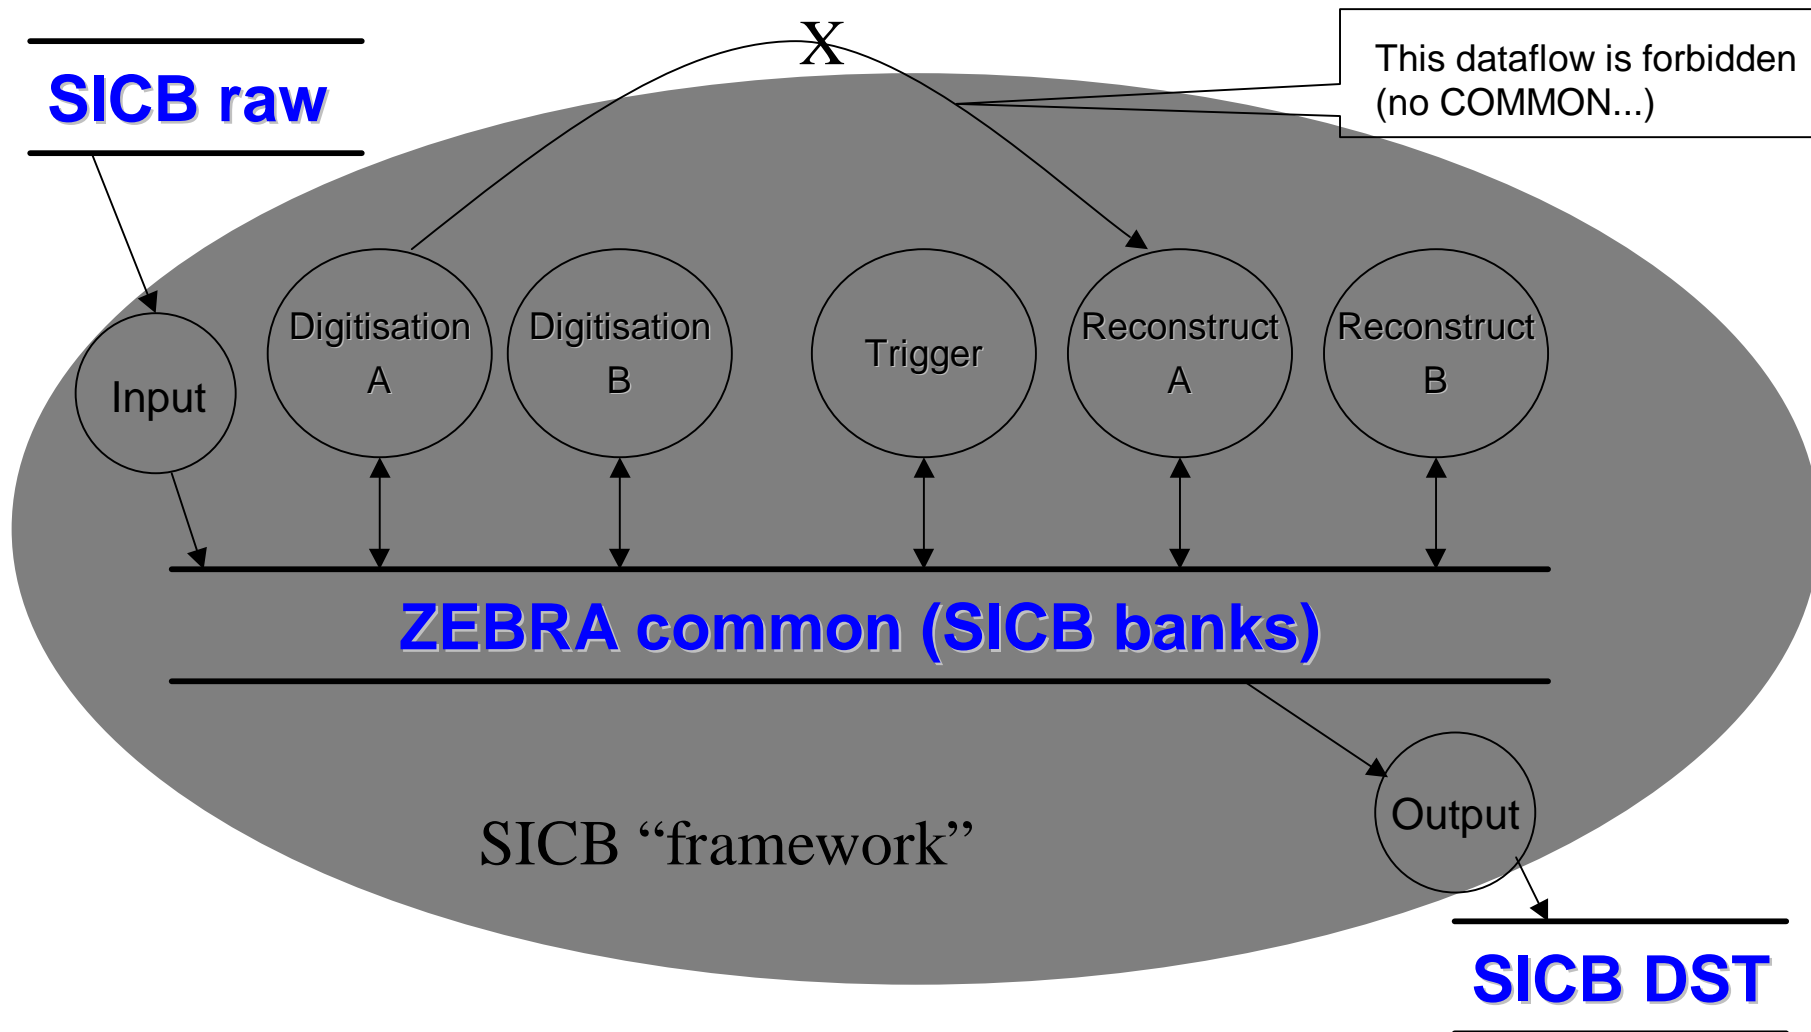 X
This dataflow is forbidden
(no COMMON...)
SICB raw
Digitisation
A
Digitisation
B
Trigger
Reconstruct
A
Reconstruct
B
Input
ZEBRA common (SICB banks)
SICB “framework”
Output
SICB DST